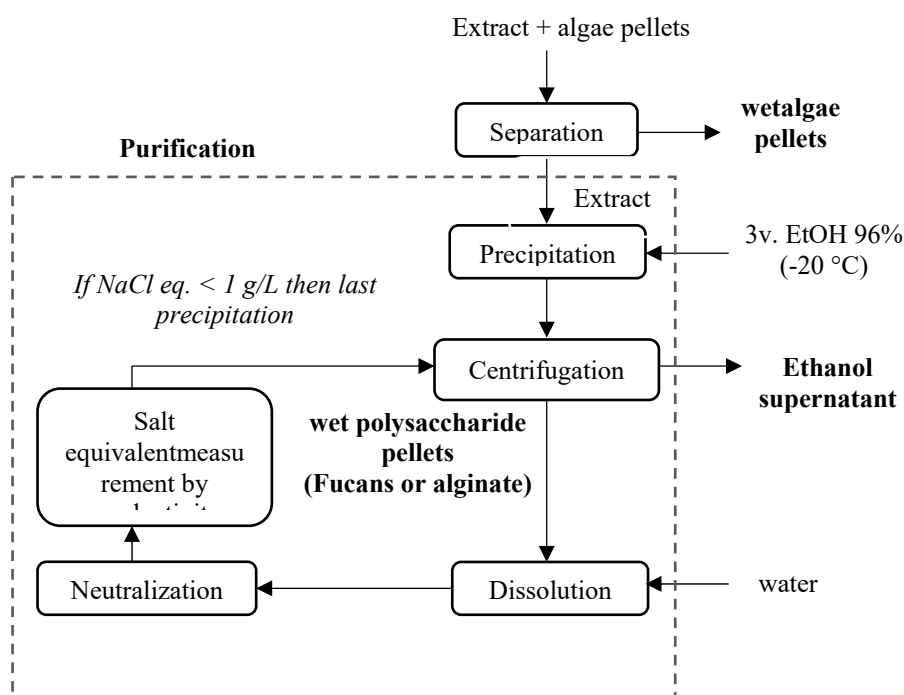 Extract + algae pellets
Separation
wetalgae
pellets
Purification
Extract
Precipitation
3v. EtOH 96%
(-20 °C)
If NaCl eq. < 1 g/L then last
precipitation
Centrifugation
Ethanol
supernatant
Salt
equivalentmeasu
rement by
wet polysaccharide
pellets
(Fucans or alginate)
Neutralization
Dissolution
water